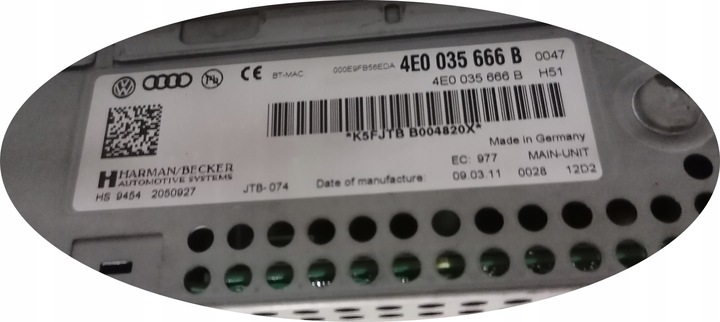 BT-MAC 000E9FB56EDA 4E0 035 666 B 0047
4E0 035 666 B H51
*K5FJTB B004820X*
Made in Germany
HARMAN/BECKER
AUTOMOTIVE SYSTEMS
EC: 977 MAIN-UNIT
HS 9454 2050927 JTB-074 Date of manufacture: 09.03.11 0028 12D2